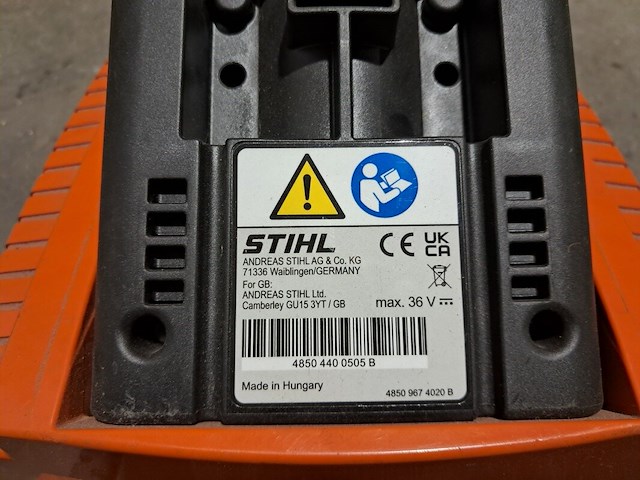 STIHL
ANDREAS STIHL AG & Co. KG
71336 Waiblingen/GERMANY
For GB:
ANDREAS STIHL Ltd.
Camberley GU15 3YT / GB
CE UK
CA
max. 36 V
4850 440 0505 B
Made in Hungary
4850 967 4020 B